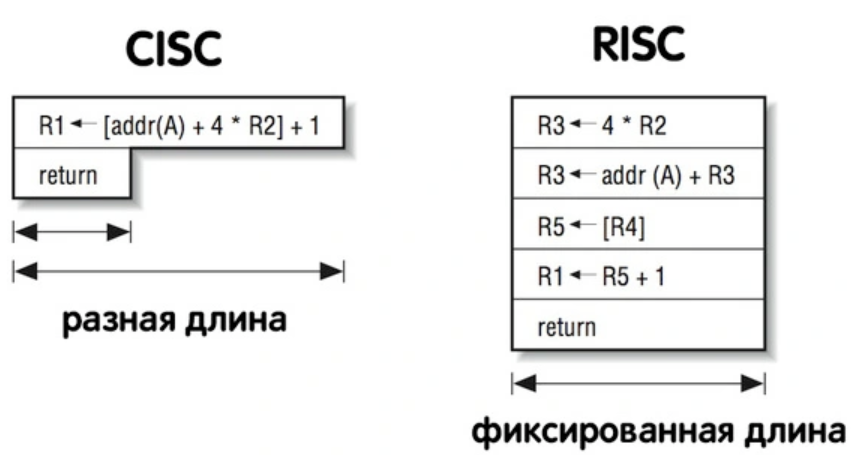 CISC
R1 ← [addr(A) + 4 * R2] + 1
return
разная длина
RISC
R3 ← 4 * R2
R3 ← addr (A) + R3
R5 ← [R4]
R1 ← R5 + 1
return
фиксированная длина